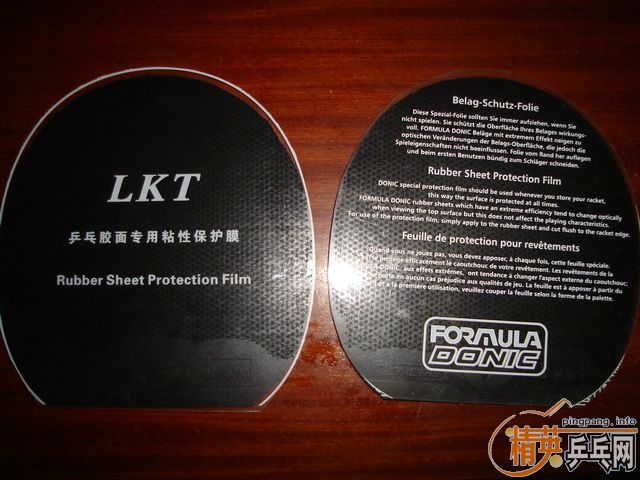 LKT
乒乓胶面专用粘性保护膜
Rubber Sheet Protection Film
Belag-Schutz-Folie
Diese Spezial-Folie sollten Sie immer aufziehen, wenn Sie
nicht spielen. Sie schützt die Oberfläche Ihres Belages wirkungs-
voll. FORMULA DONIC Beläge mit extremem Effekt neigen zu
optischen Veränderungen der Belags-Oberfläche, die jedoch die
Spieleigenschaften nicht beeinflussen. Folie vom Rand her auflegen
und beim ersten Benutzen bündig zum Schläger schneiden.
Rubber Sheet Protection Film
DONIC special protection film should be used whenever you store your racket,
this way the surface is protected at all times.
FORMULA DONIC rubber sheets which have an extreme efficiency tend to change optically
when viewing the top surface but this does not affect the playing characteristics.
For use of the protection film, simply apply to the rubber sheet and cut flush to the racket edge.
Feuille de protection pour revêtements
Quand vous ne jouez pas, vous devez apposer, à chaque fois, cette feuille spéciale.
protège efficacement le caoutchouc de votre revêtement. Les revêtements de la
DONIC, aux effets extrêmes, ont tendance à changer l'aspect externe du caoutchouc;
en aucun cas préjudice aux qualités de jeu. La feuille est à apposer à partir du
et à la première utilisation, veuillez couper la feuille selon la forme de la palette.
FORMULA
DONIC
pingpang.info
精英乒乓网